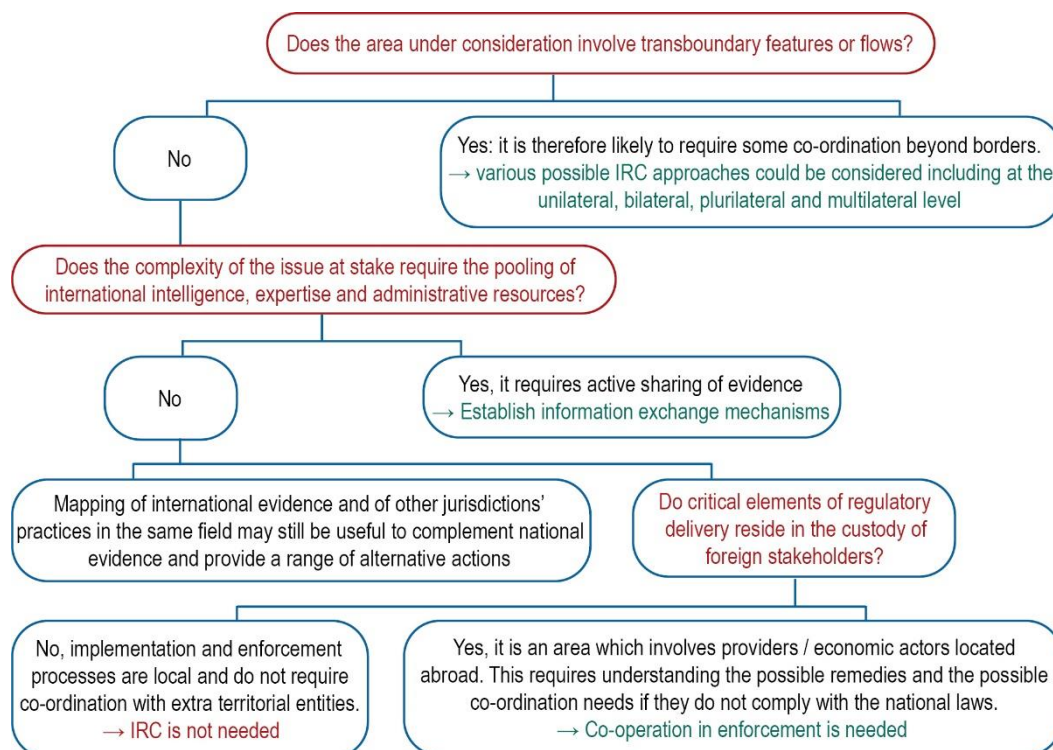 Does the area under consideration involve transboundary features or flows?
No
Yes: it is therefore likely to require some co-ordination beyond borders.
→ various possible IRC approaches could be considered including at the
unilateral, bilateral, plurilateral and multilateral level
Does the complexity of the issue at stake require the pooling of
international intelligence, expertise and administrative resources?
No
Yes, it requires active sharing of evidence
→ Establish information exchange mechanisms
Mapping of international evidence and of other jurisdictions'
practices in the same field may still be useful to complement national
evidence and provide a range of alternative actions
Do critical elements of regulatory
delivery reside in the custody of
foreign stakeholders?
No, implementation and enforcement
processes are local and do not require
co-ordination with extra territorial entities.
→ IRC is not needed
Yes, it is an area which involves providers / economic actors located
abroad. This requires understanding the possible remedies and the possible
co-ordination needs if they do not comply with the national laws.
→ Co-operation in enforcement is needed